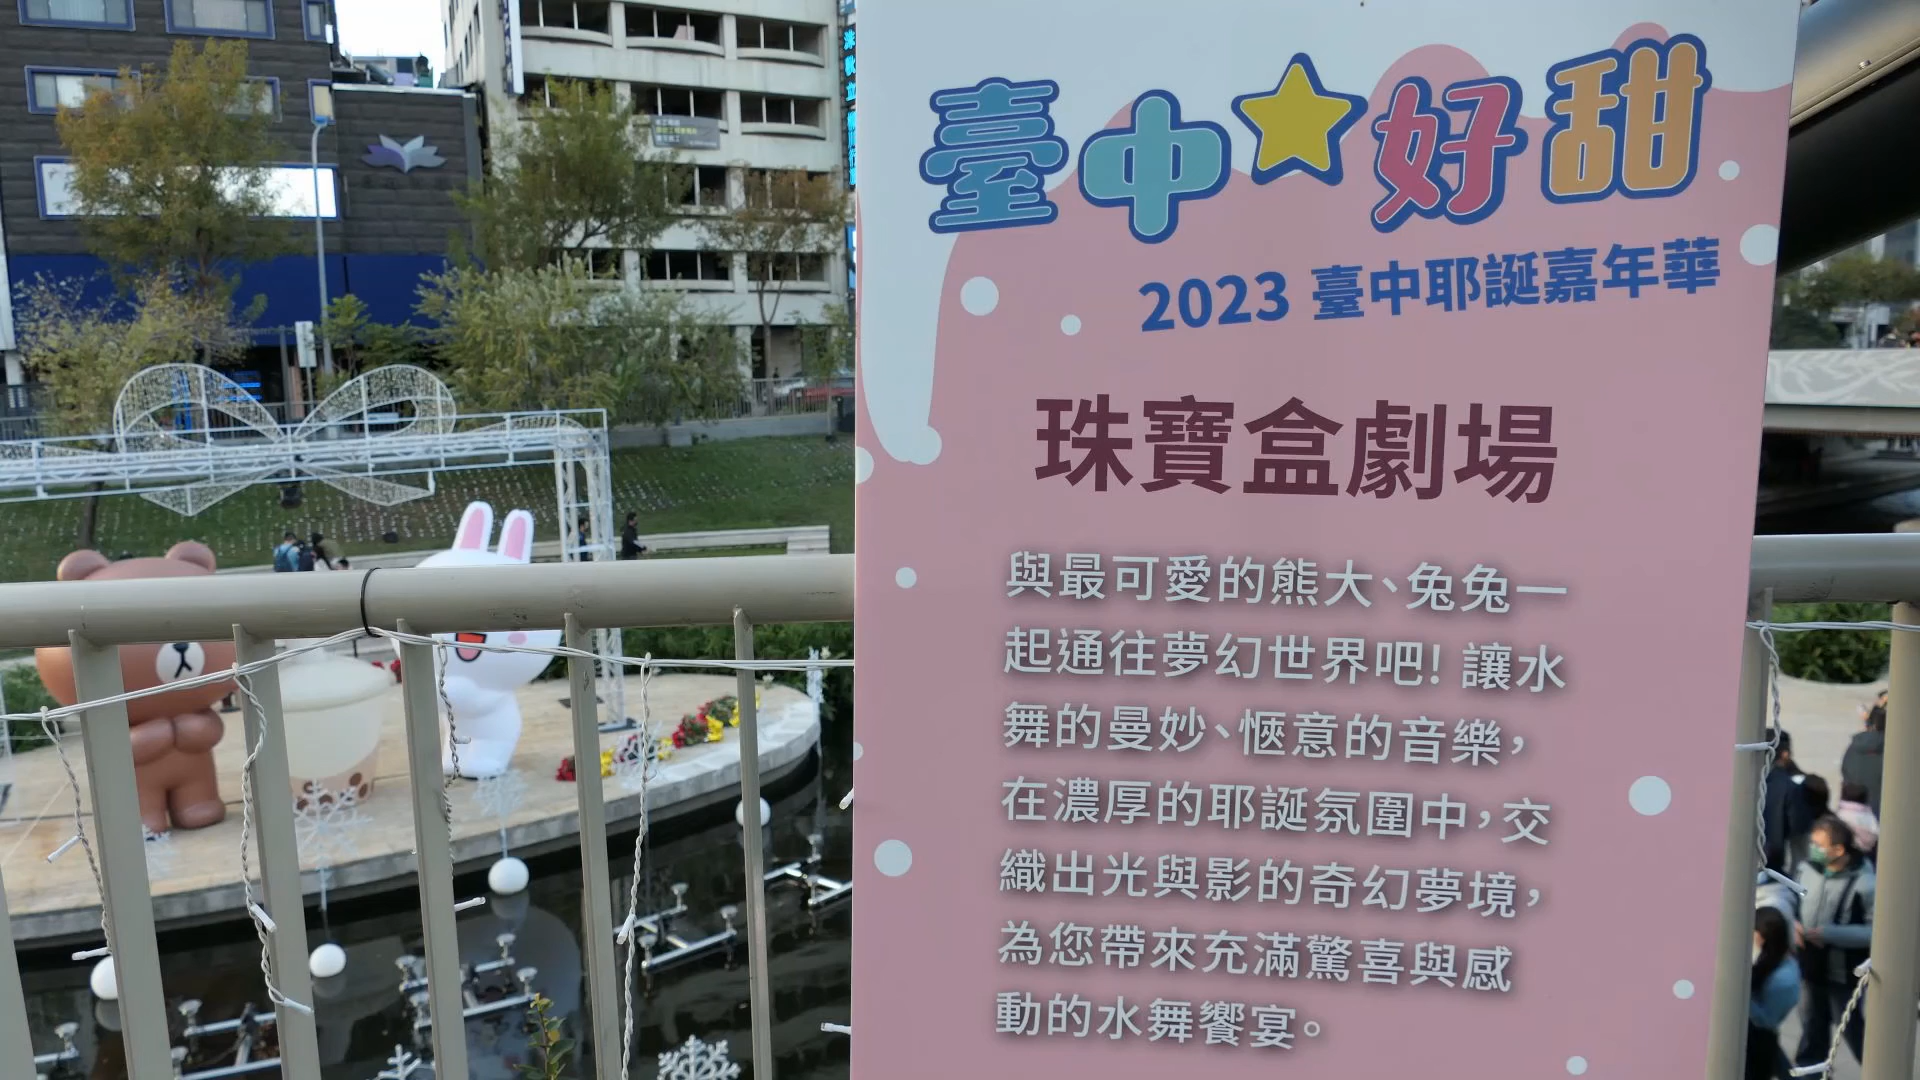 臺中★好甜
2023 臺中耶誕嘉年華
珠寶盒劇場
與最可愛的熊大、兔兔一
起通往夢幻世界吧！讓水
舞的曼妙、愜意的音樂，
在濃厚的耶誕氛圍中，交
織出光與影的奇幻夢境，
為您帶來充滿驚喜與感
動的水舞饗宴。